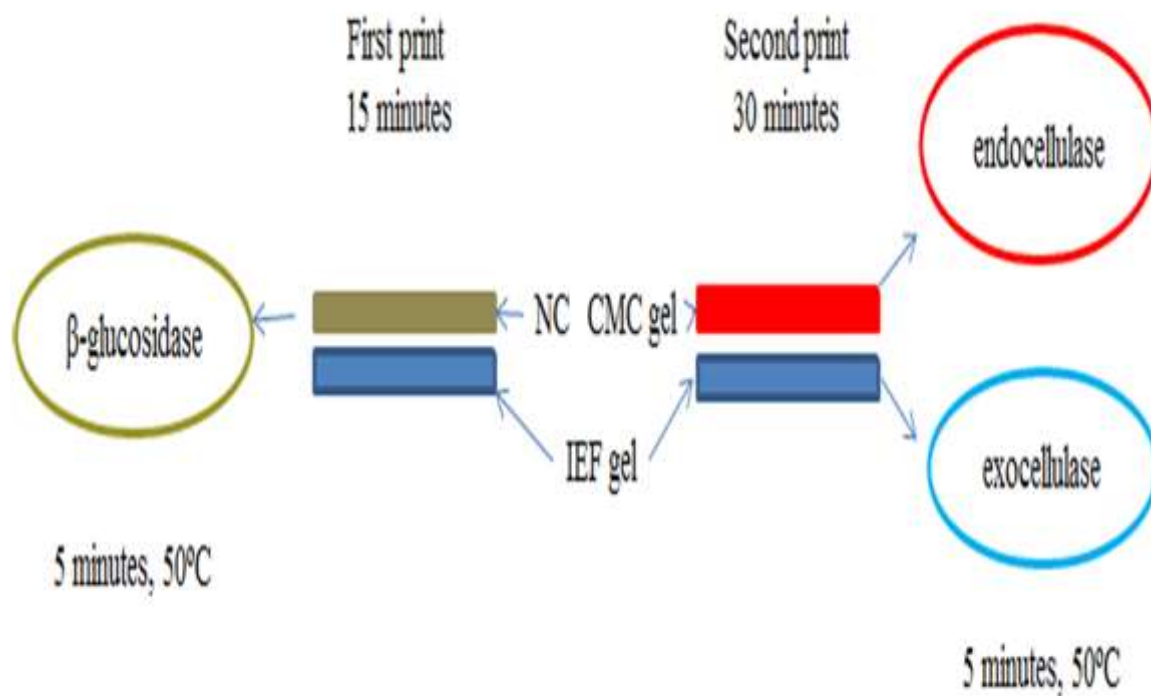 First print
15 minutes
Second print
30 minutes
endocellulase
β-glucosidase
NC
CMC gel
IEF gel
exocellulase
5 minutes, 50ºC
5 minutes, 50ºC